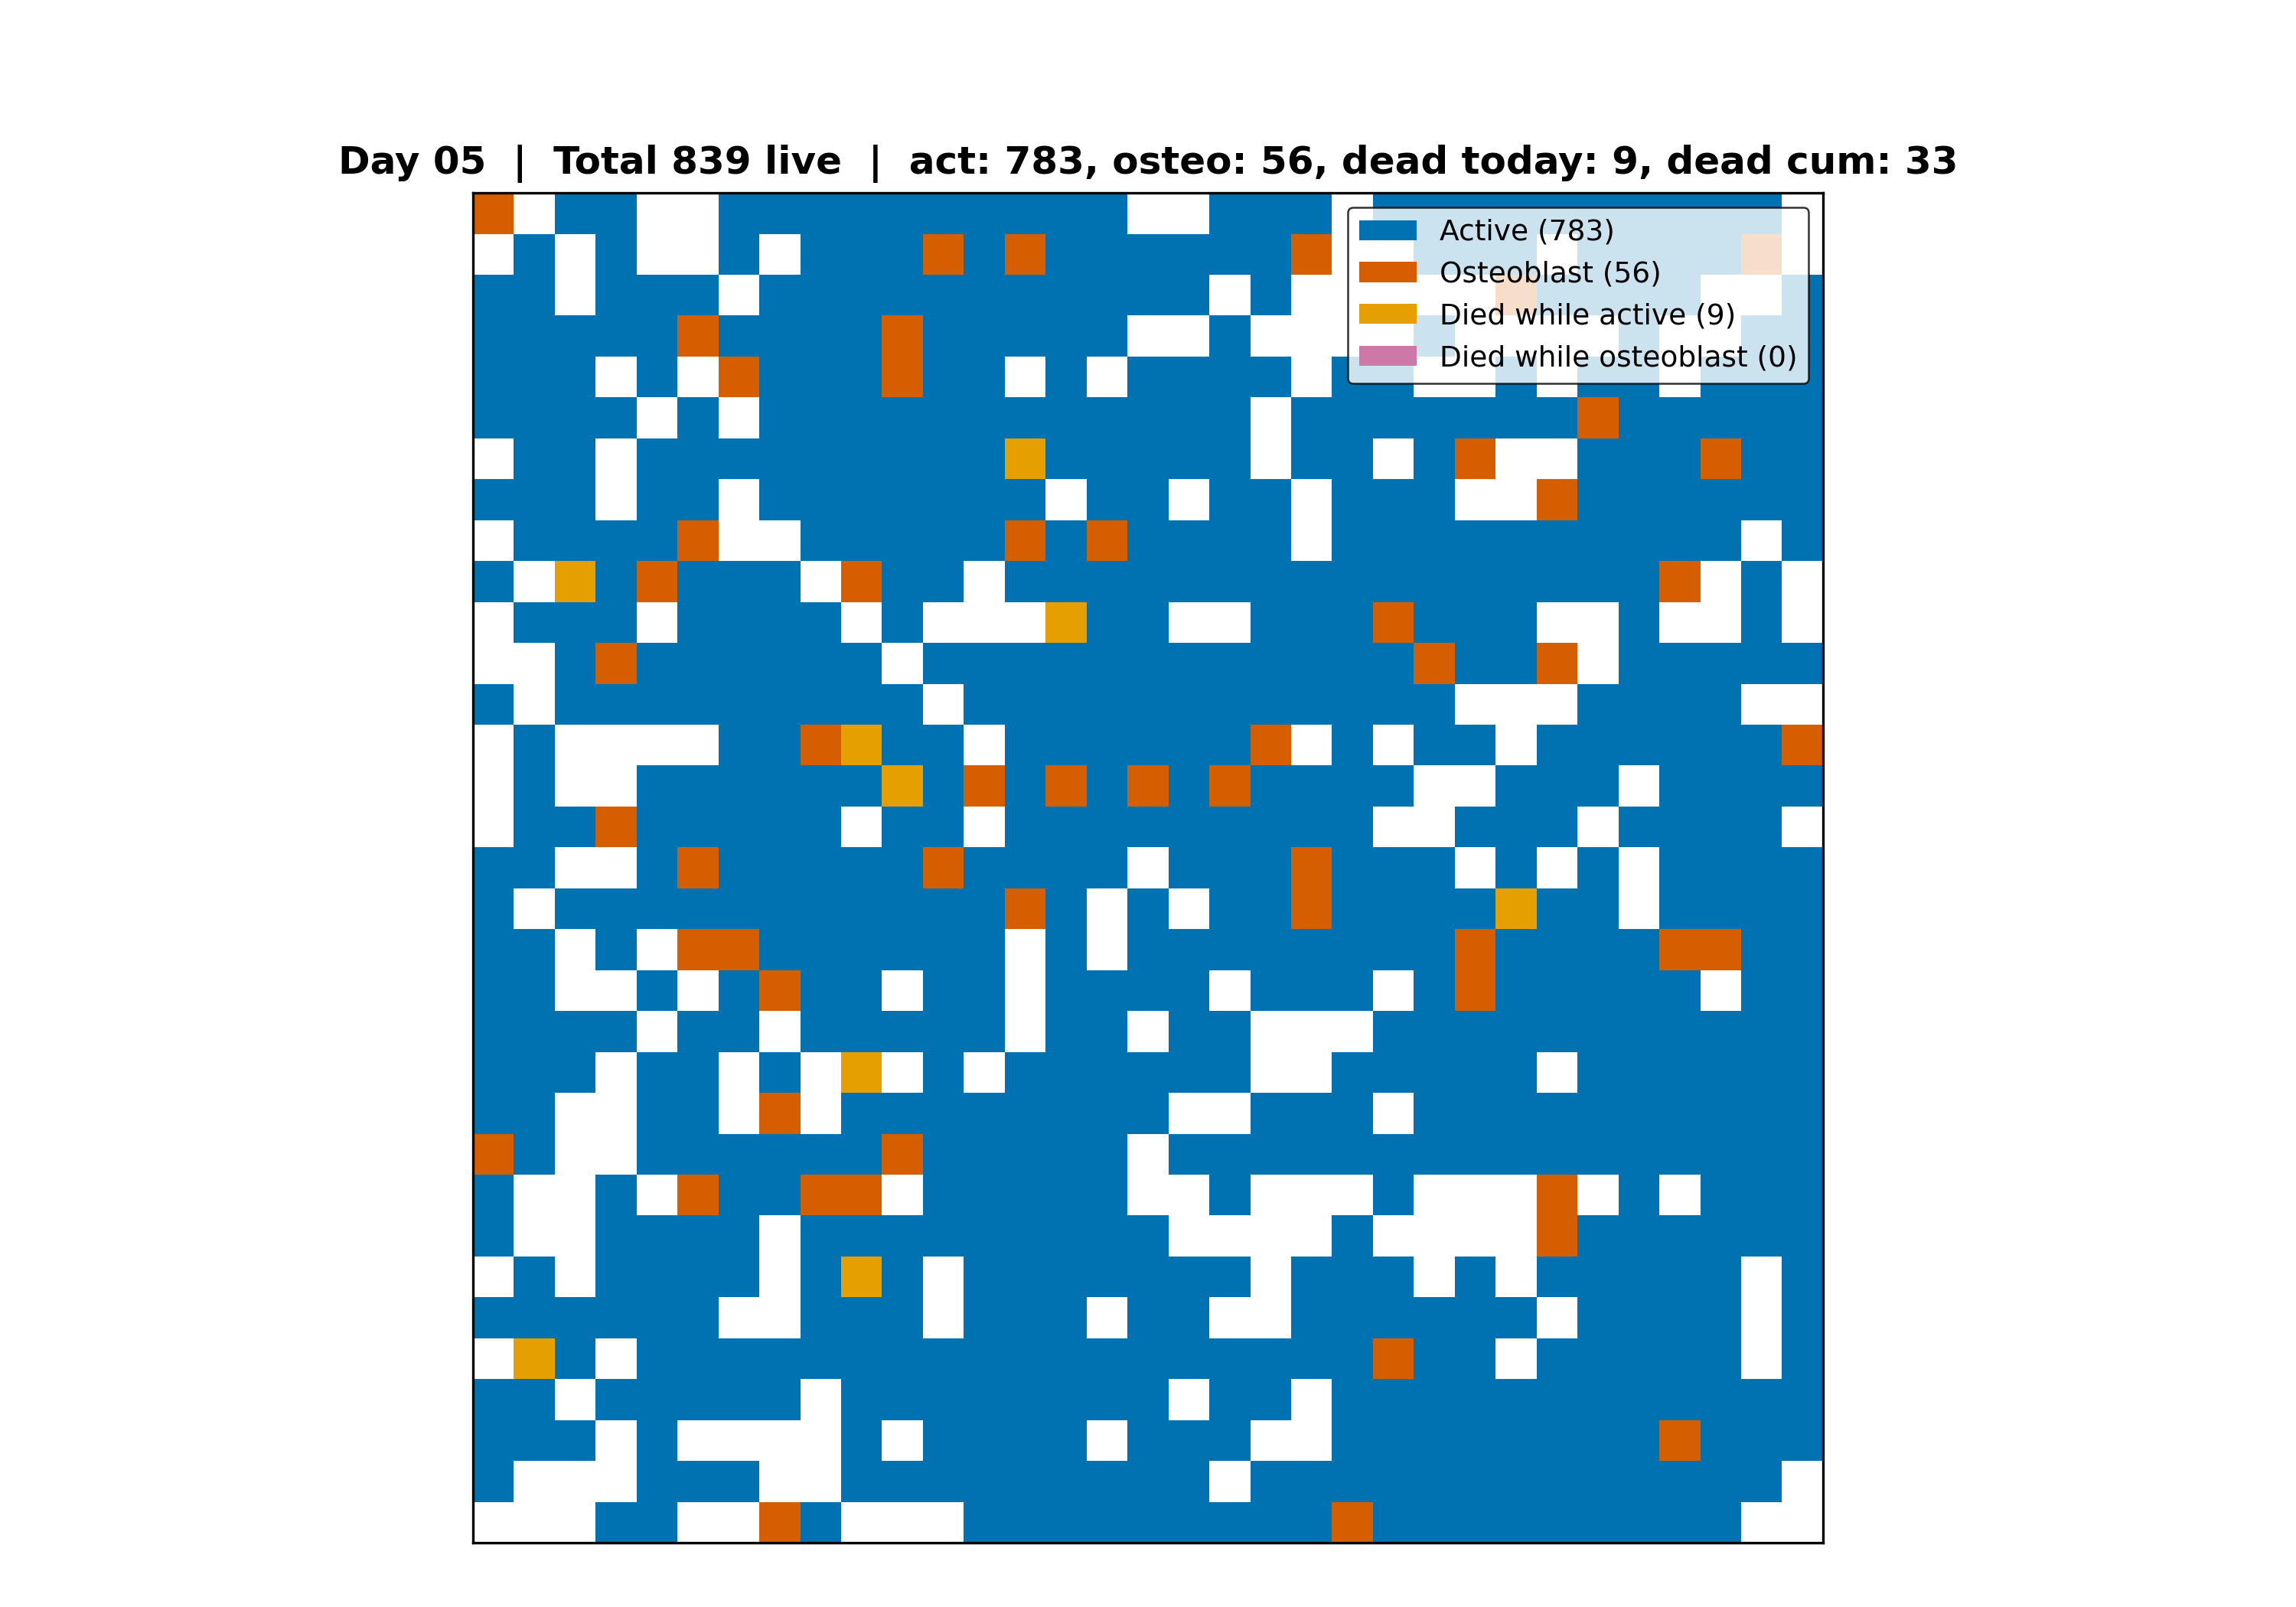 Day 05 | Total 839 live | act: 783, osteo: 56, dead today: 9, dead cum: 33
Active (783)
Osteoblast (56)
Died while active (9)
Died while osteoblast (0)